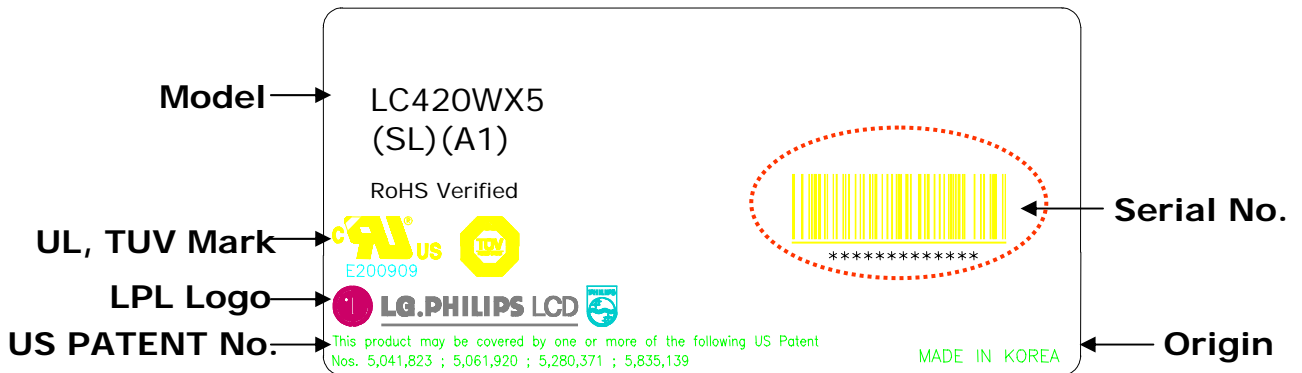 Model
LC420WX5
(SL)(A1)
RoHS Verified
Serial No.
UL, TUV Mark
c RU ® US
TUV
E200909
*************
LPL Logo
LG.PHILIPS LCD
PHILIPS
US PATENT No.
This product may be covered by one or more of the following US Patent
Nos. 5,041,823 ; 5,061,920 ; 5,280,371 ; 5,835,139
MADE IN KOREA
Origin